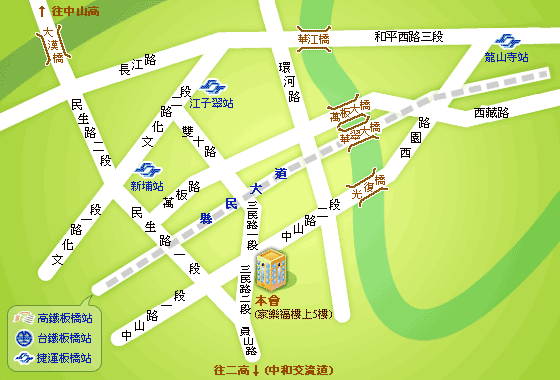 ↑ 往中山高
大漢橋
長江路
華江橋
和平西路三段
龍山寺站
環河路
江子翠站
文化路二段
民生路二段
雙十路
萬板大橋
華翠大橋
西藏路
西園路
新埔站
萬板路
縣民大道
光復橋
文化路一段
民生路一段
三民路一段
中山路二段
本會
(家樂福樓上5樓)
三民路二段
中山路一段
員山路
高鐵板橋站
台鐵板橋站
捷運板橋站
往二高↓(中和交流道)